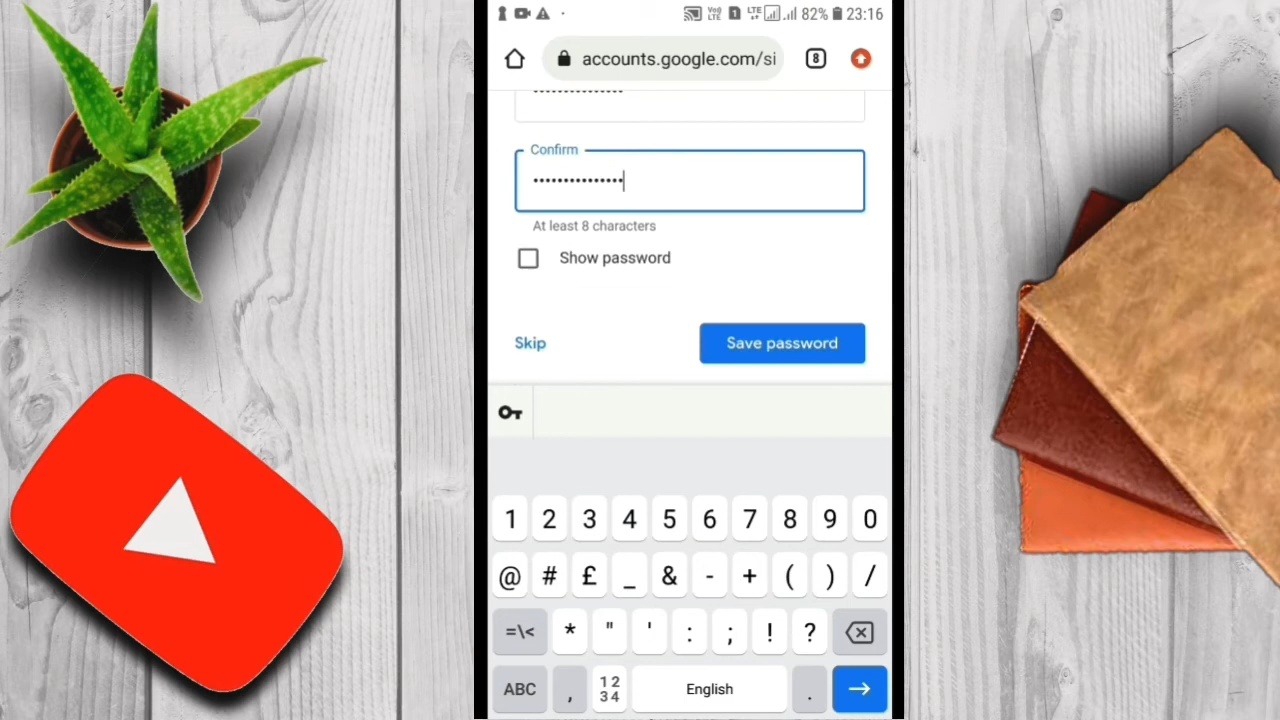 82% 23:16
accounts.google.com/si
8
Confirm
••••••••••••••••
At least 8 characters
Show password
Skip
Save password
1 2 3 4 5 6 7 8 9 0
@ # £ _ & - + ( ) /
=\< * " ' : ; ! ?
ABC , 12 34 English .